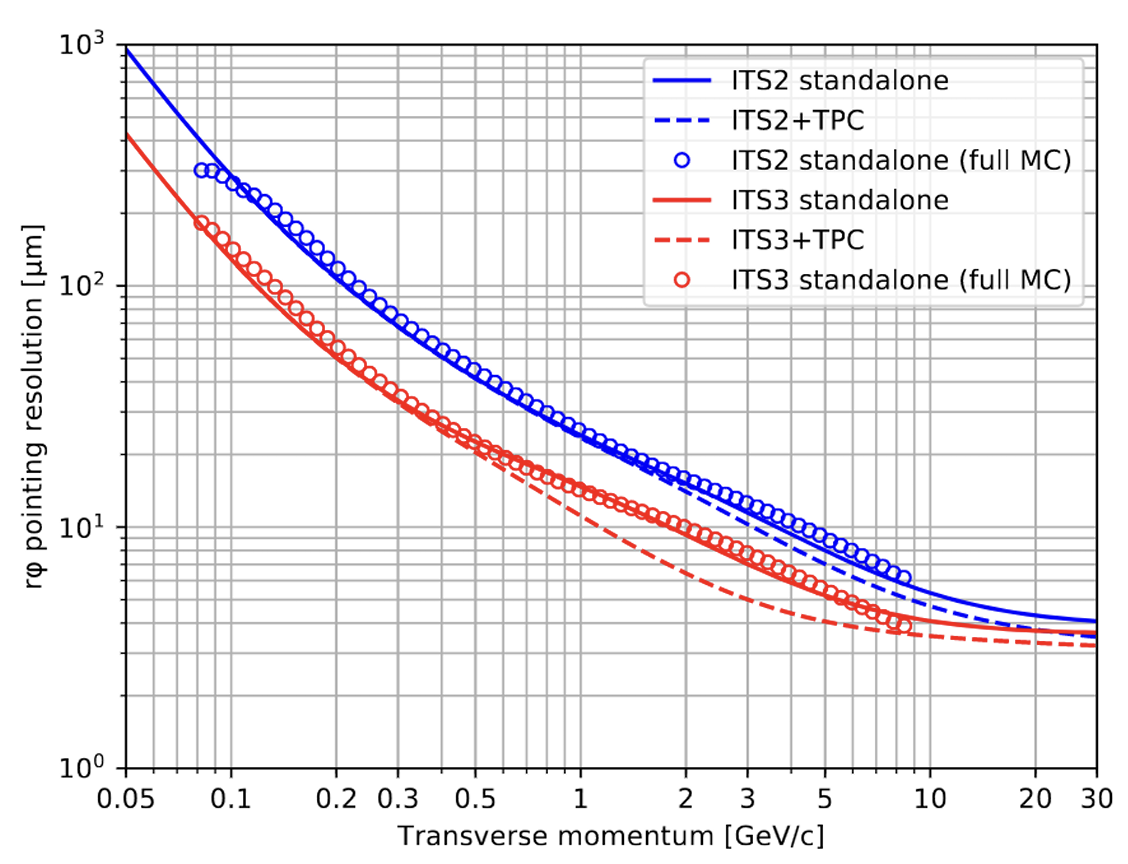 rφ pointing resolution [μm]
10³
10²
10¹
10⁰
ITS2 standalone
ITS2+TPC
ITS2 standalone (full MC)
ITS3 standalone
ITS3+TPC
ITS3 standalone (full MC)
0.05 0.1 0.2 0.3 0.5 1 2 3 5 10 20 30
Transverse momentum [GeV/c]